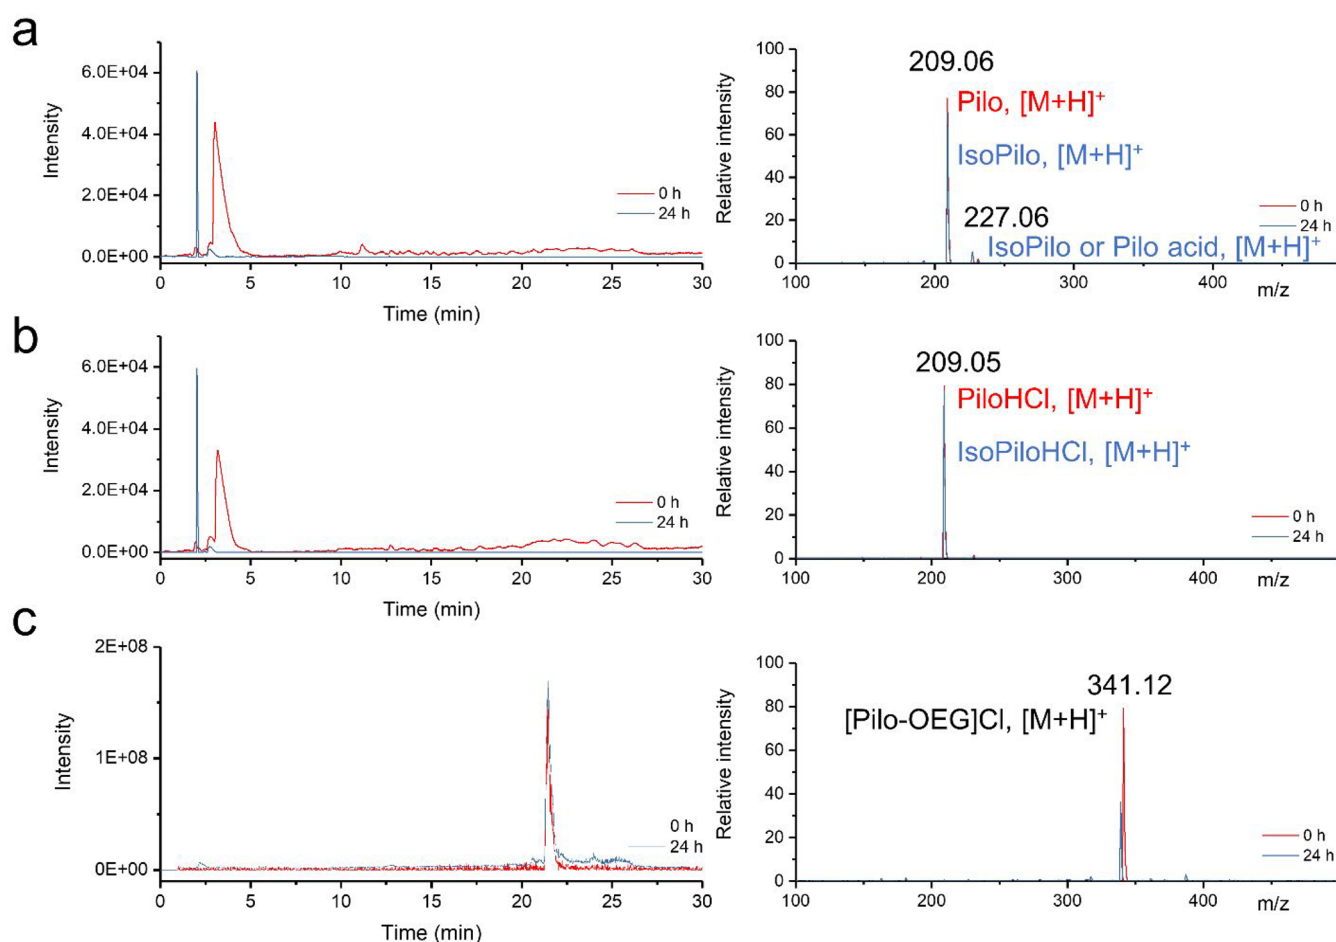 a
6.0E+04
4.0E+04
2.0E+04
0.0E+00
Intensity
0 h
24 h
0 5 10 15 20 25 30
Time (min)
100
80
60
40
20
0
Relative intensity
209.06
Pilo, [M+H]⁺
IsoPilo, [M+H]⁺
227.06
IsoPilo or Pilo acid, [M+H]⁺
0 h
24 h
100 200 300 400 m/z
b
6.0E+04
4.0E+04
2.0E+04
0.0E+00
Intensity
0 h
24 h
0 5 10 15 20 25 30
Time (min)
100
80
60
40
20
0
Relative intensity
209.05
PiloHCl, [M+H]⁺
IsoPiloHCl, [M+H]⁺
0 h
24 h
100 200 300 400 m/z
c
2E+08
1E+08
0E+00
Intensity
0 h
24 h
0 5 10 15 20 25 30
Time (min)
100
80
60
40
20
0
Relative intensity
341.12
[Pilo-OEG]Cl, [M+H]⁺
0 h
24 h
100 200 300 400 m/z